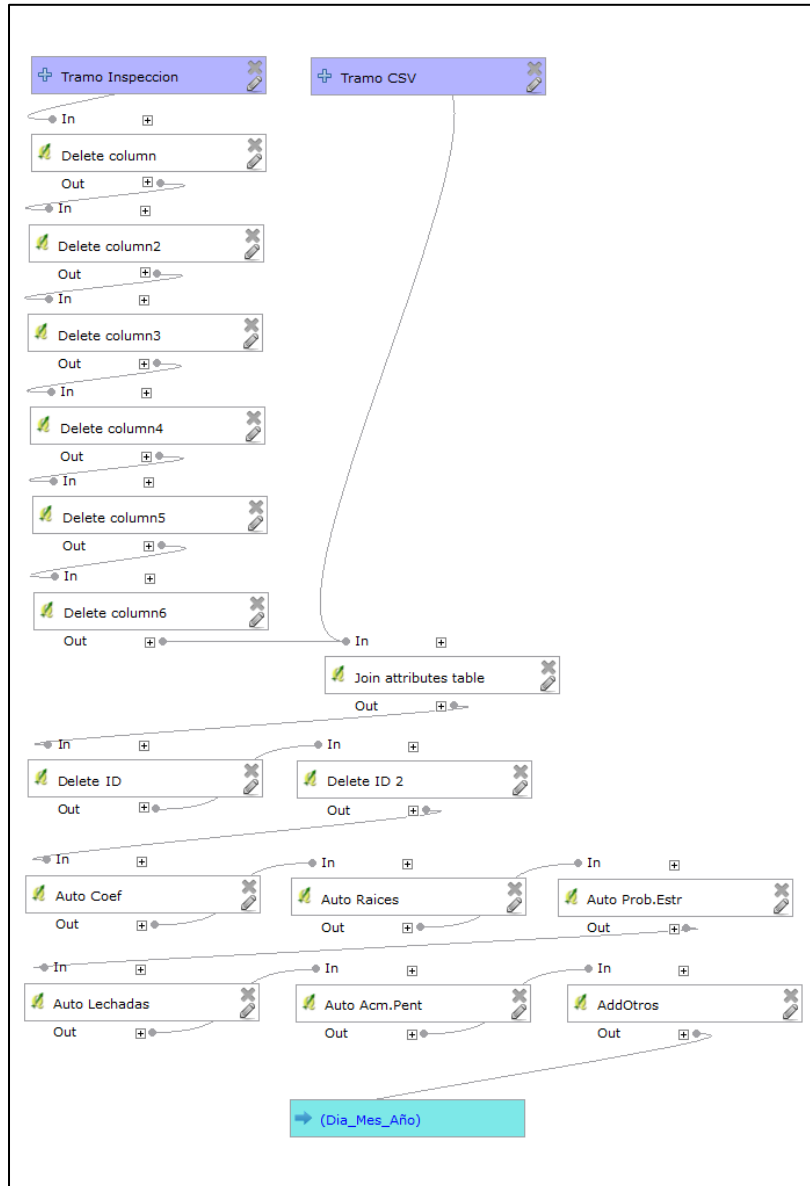 Tramo Inspeccion
Tramo CSV
In
Delete column
Out
In
Delete column2
Out
In
Delete column3
Out
In
Delete column4
Out
In
Delete column5
Out
In
Delete column6
Out
In
Join attributes table
Out
In
In
Delete ID
Delete ID 2
Out
Out
In
In
In
Auto Coef
Auto Raices
Auto Prob.Estr
Out
Out
Out
In
In
In
Auto Lechadas
Auto Acm.Pent
AddOtros
Out
Out
Out
(Dia_Mes_Año)